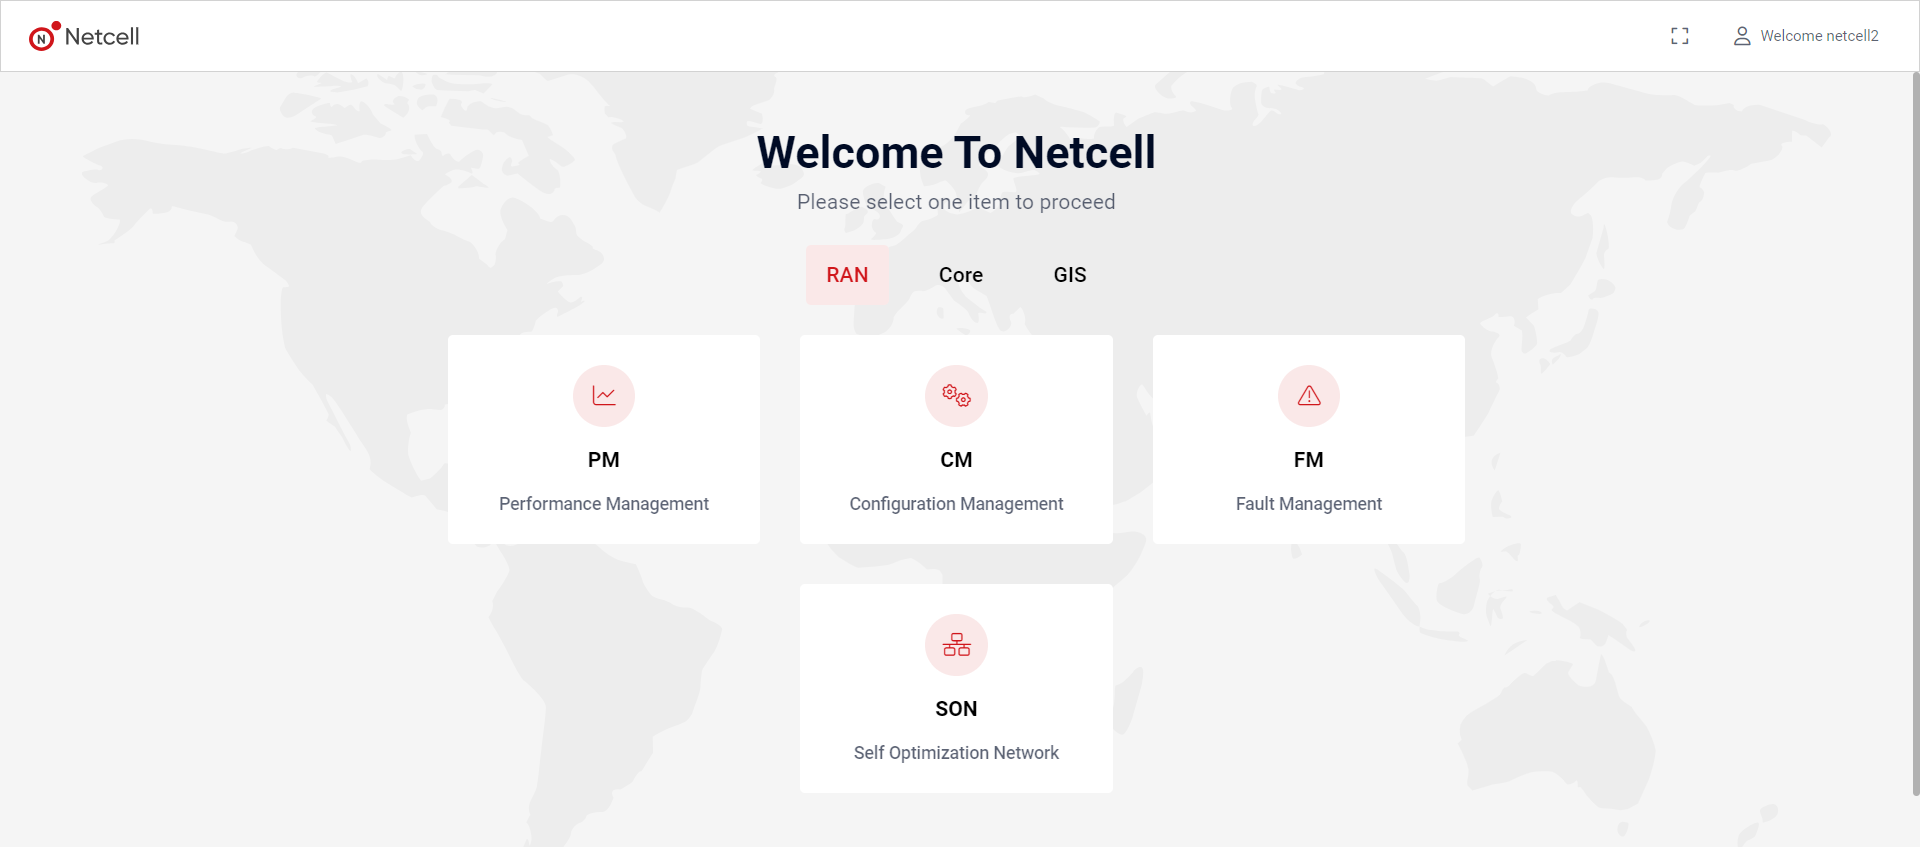 N Netcell
Welcome netcell2
Welcome To Netcell
Please select one item to proceed
RAN Core GIS
PM
Performance Management
CM
Configuration Management
FM
Fault Management
SON
Self Optimization Network